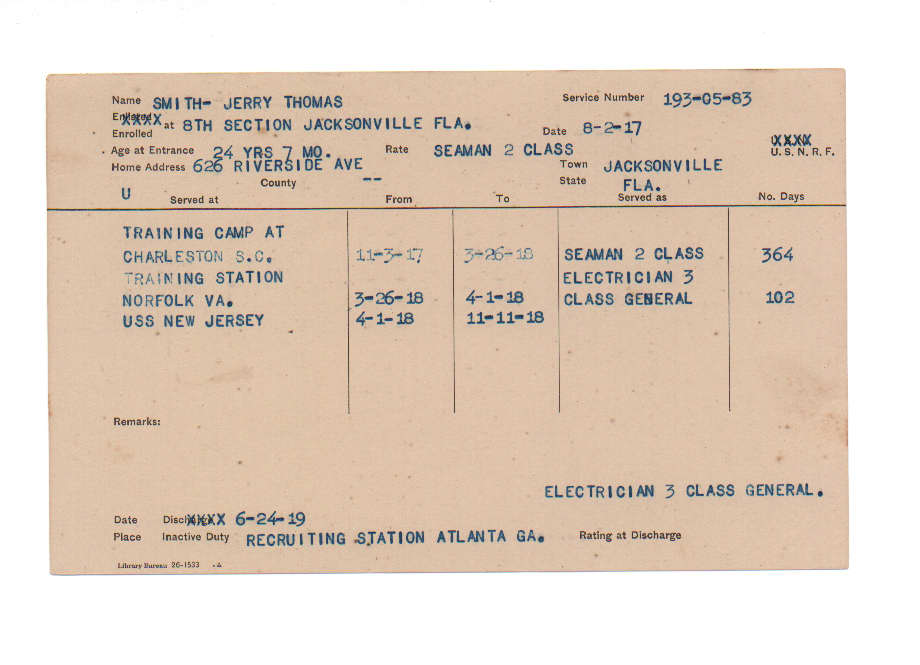 Name SMITH- JERRY THOMAS Service Number 193-05-83
Enlisted XXXX
Enrolled at 8TH SECTION JACKSONVILLE FLA. Date 8-2-17
XXXX
Age at Entrance 24 YRS 7 MO. Rate SEAMAN 2 CLASS U. S. N. R. F.
Home Address 626 RIVERSIDE AVE Town JACKSONVILLE
County -- State FLA.
U Served at From To Served as No. Days
TRAINING CAMP AT
CHARLESTON S.C. 11-3-17 3-26-18 SEAMAN 2 CLASS 364
TRAINING STATION ELECTRICIAN 3
NORFOLK VA. 3-26-18 4-1-18 CLASS GENERAL 102
USS NEW JERSEY 4-1-18 11-11-18
Remarks:
ELECTRICIAN 3 CLASS GENERAL.
Date Discharge XXXX 6-24-19
Place Inactive Duty RECRUITING STATION ATLANTA GA. Rating at Discharge
Library Bureau 26-1533